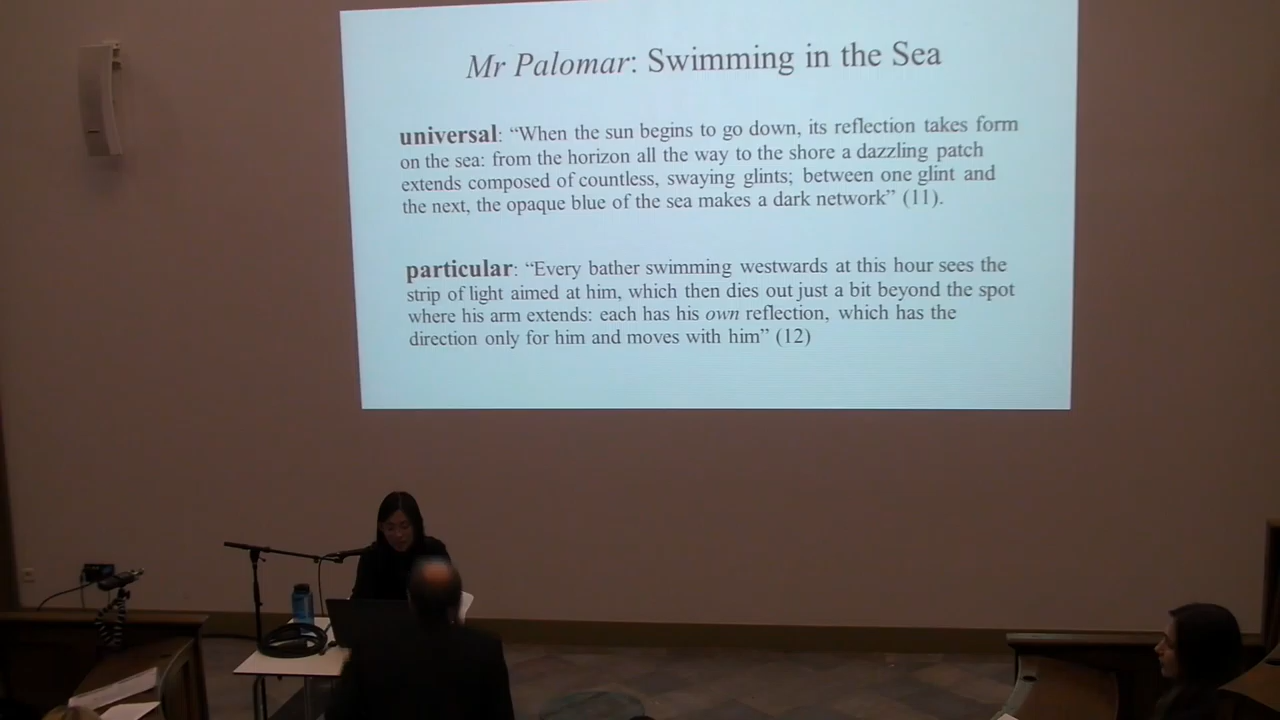 Mr Palomar: Swimming in the Sea
universal: “When the sun begins to go down, its reflection takes form
on the sea: from the horizon all the way to the shore a dazzling patch
extends composed of countless, swaying glints; between one glint and
the next, the opaque blue of the sea makes a dark network” (11).
particular: “Every bather swimming westwards at this hour sees the
strip of light aimed at him, which then dies out just a bit beyond the spot
where his arm extends: each has his own reflection, which has the
direction only for him and moves with him” (12)